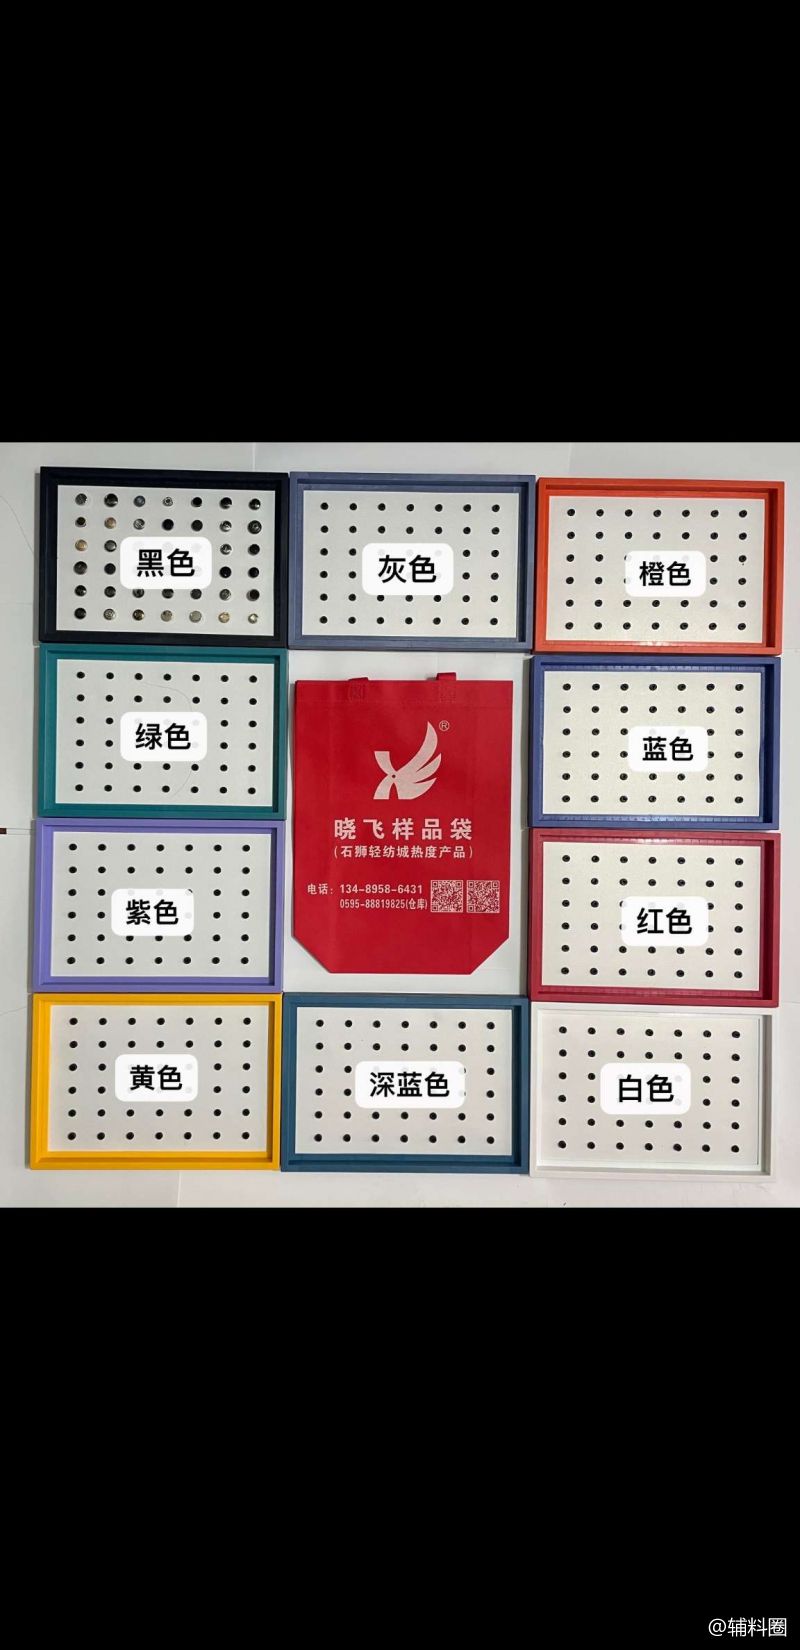 黑色
灰色
橙色
绿色
蓝色
®
晓飞样品袋
(石狮轻纺城热度产品)
电话：134-8958-6431
0595-88819825(仓库)
紫色
红色
黄色
深蓝色
白色
@辅料圈